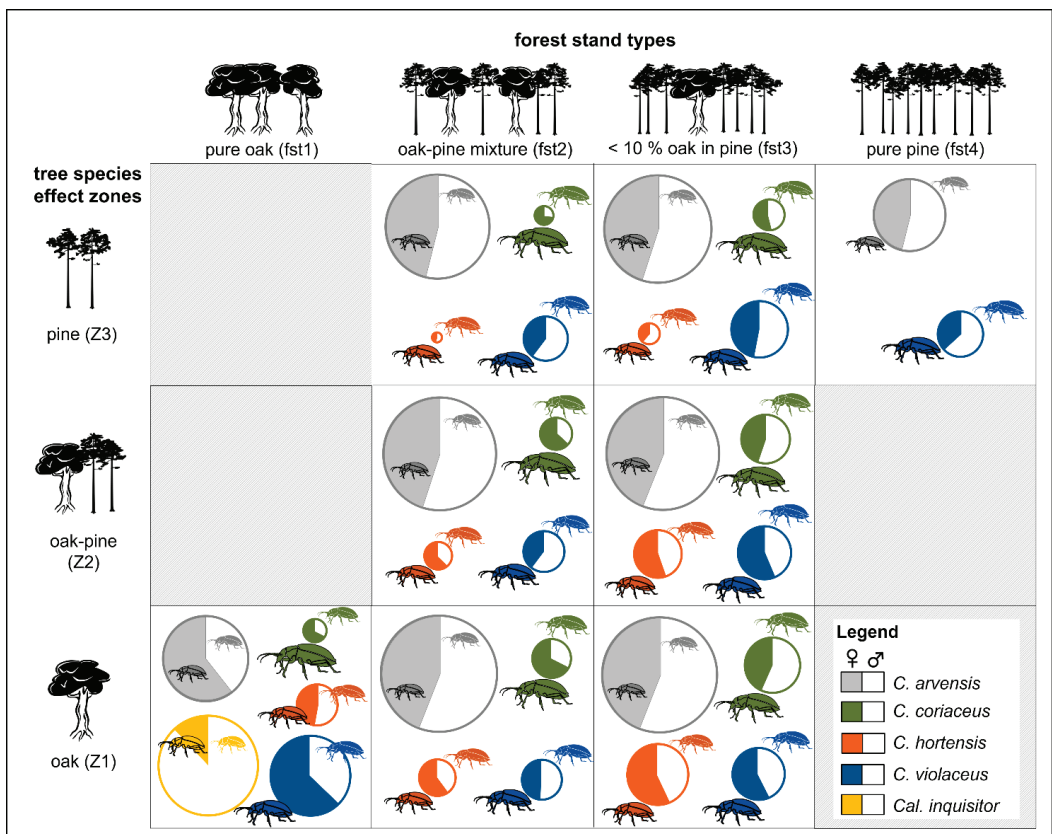 forest stand types
pure oak (fst1)
oak-pine mixture (fst2)
< 10 % oak in pine (fst3)
pure pine (fst4)
tree species
effect zones
pine (Z3)
oak-pine
(Z2)
oak (Z1)
Legend
♀ ♂
C. arvensis
C. coriaceus
C. hortensis
C. violaceus
Cal. inquisitor